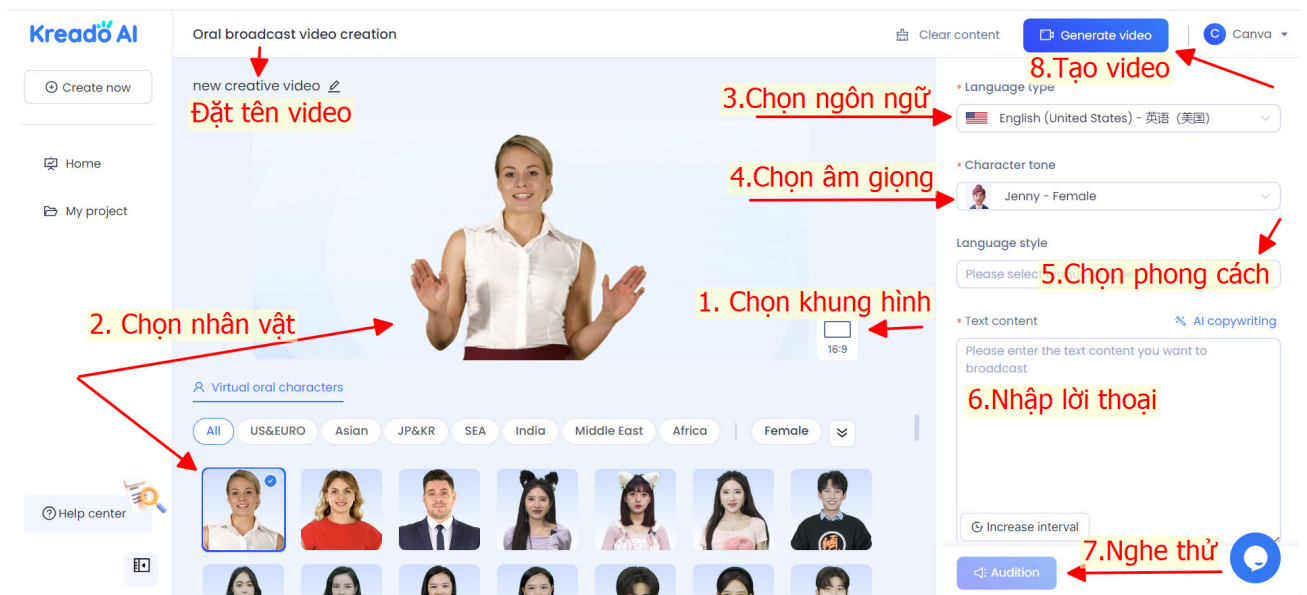 Kreado AI
Oral broadcast video creation
Clear content
Generate video
C
Canva
Create now
Home
My project
Help center
new creative video
Đặt tên video
8.Tạo video
3.Chọn ngôn ngữ
* Language type
English (United States) - 英语 (美国)
4.Chọn âm giọng
* Character tone
Jenny - Female
Language style
Please select
5.Chọn phong cách
1. Chọn khung hình
16:9
2. Chọn nhân vật
* Text content
AI copywriting
Please enter the text content you want to
broadcast
6.Nhập lời thoại
Virtual oral characters
All
US&EURO
Asian
JP&KR
SEA
India
Middle East
Africa
Female
Increase interval
7.Nghe thử
Audition